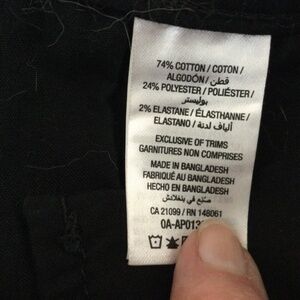 74% COTTON / COTON /
ALGODÓN / قطن
24% POLYESTER / POLIÉSTER /
بوليستر
2% ELASTANE / ÉLASTHANNE /
ELASTANO / ألياف لدنة
EXCLUSIVE OF TRIMS
GARNITURES NON COMPRISES
MADE IN BANGLADESH
FABRIQUÉ AU BANGLADESH
HECHO EN BANGLADESH
صنع في بنغلادش
CA 21099 / RN 148061